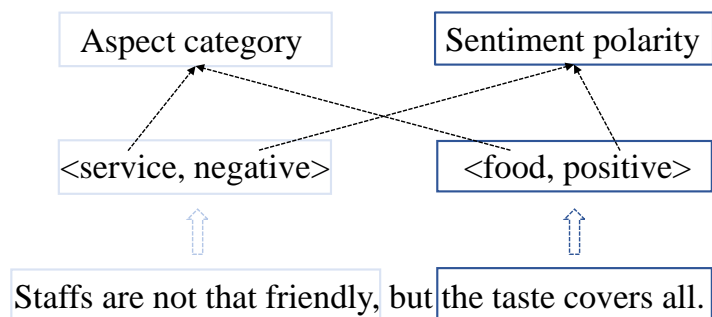 Aspect category
Sentiment polarity
<service, negative>
<food, positive>
Staffs are not that friendly, but the taste covers all.